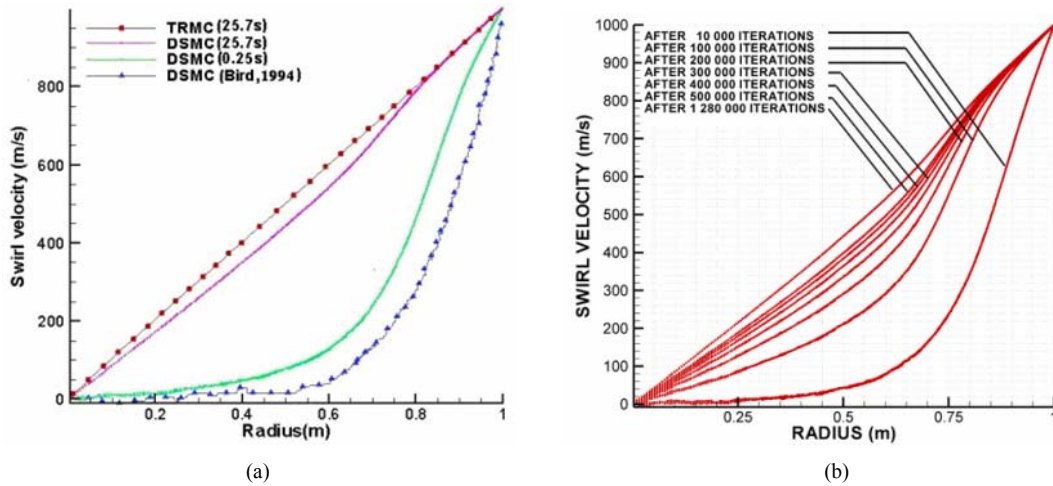 TRMC (25.7s)
DSMC (25.7s)
DSMC (0.25s)
DSMC (Bird,1994)
Swirl velocity (m/s)
800
600
400
200
0
0.2
0.4
0.6
0.8
1
Radius(m)
(a)
AFTER 10 000 ITERATIONS
AFTER 100 000 ITERATIONS
AFTER 200 000 ITERATIONS
AFTER 300 000 ITERATIONS
AFTER 400 000 ITERATIONS
AFTER 500 000 ITERATIONS
AFTER 1 280 000 ITERATIONS
SWIRL VELOCITY (m/s)
1000
900
800
700
600
500
400
300
200
100
0
0.25
0.5
0.75
1
RADIUS (m)
(b)